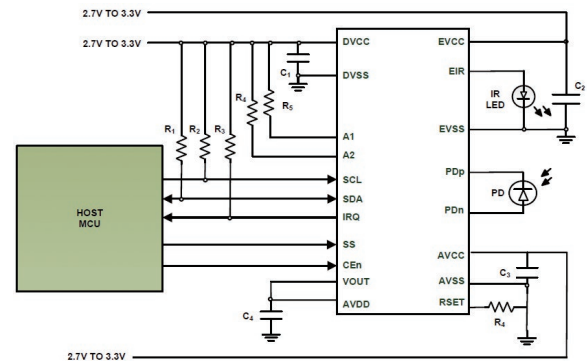 2.7V TO 3.3V
2.7V TO 3.3V
DVCC
EVCC
C1
DVSS
EIR
R4
R5
IR
LED
C2
R1
R2
R3
A1
A2
EVSS
HOST
MCU
SCL
SDA
IRQ
SS
CEn
VOUT
AVDD
PDp
PD
PDn
AVCC
AVSS
RSET
C3
R4
C4
2.7V TO 3.3V